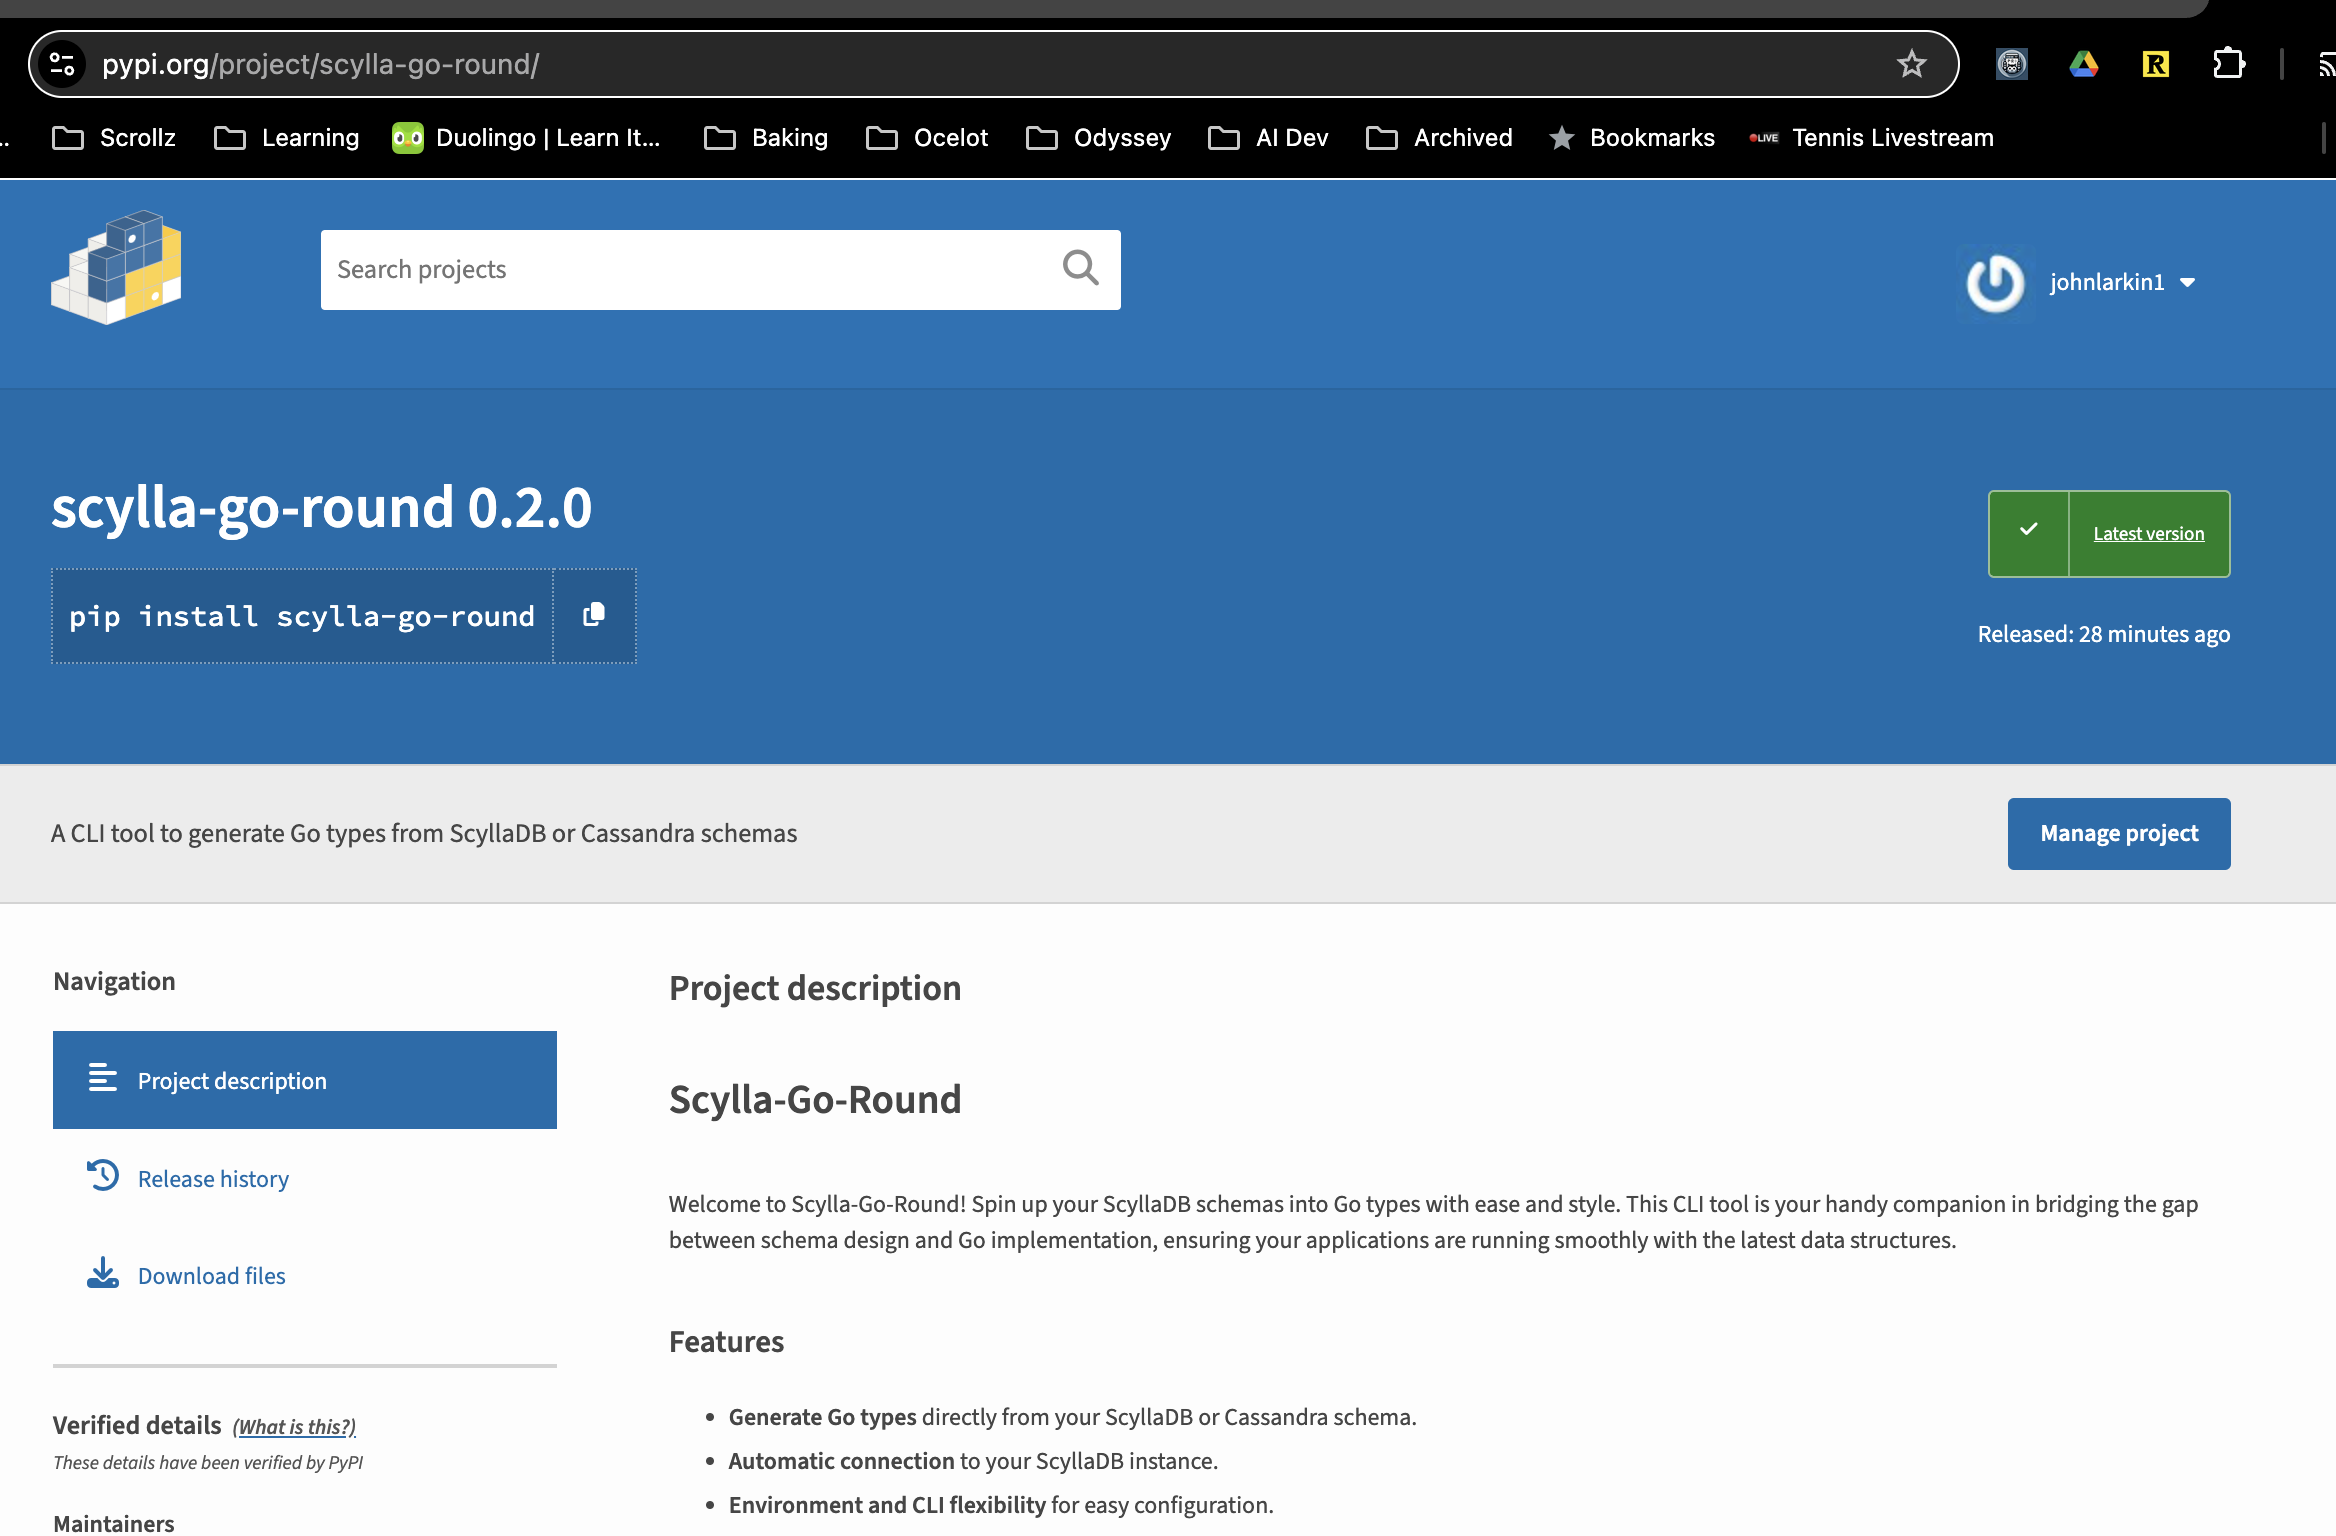 pypi.org/project/scylla-go-round/
R
Scrollz Learning Duolingo | Learn It... Baking Ocelot Odyssey AI Dev Archived Bookmarks LIVE Tennis Livestream
Search projects
johnlarkin1
scylla-go-round 0.2.0
Latest version
pip install scylla-go-round
Released: 28 minutes ago
A CLI tool to generate Go types from ScyllaDB or Cassandra schemas
Manage project
Navigation
Project description
Release history
Download files
Verified details (What is this?)
These details have been verified by PyPI
Maintainers
Project description
Scylla-Go-Round
Welcome to Scylla-Go-Round! Spin up your ScyllaDB schemas into Go types with ease and style. This CLI tool is your handy companion in bridging the gap
between schema design and Go implementation, ensuring your applications are running smoothly with the latest data structures.
Features
• Generate Go types directly from your ScyllaDB or Cassandra schema.
• Automatic connection to your ScyllaDB instance.
• Environment and CLI flexibility for easy configuration.